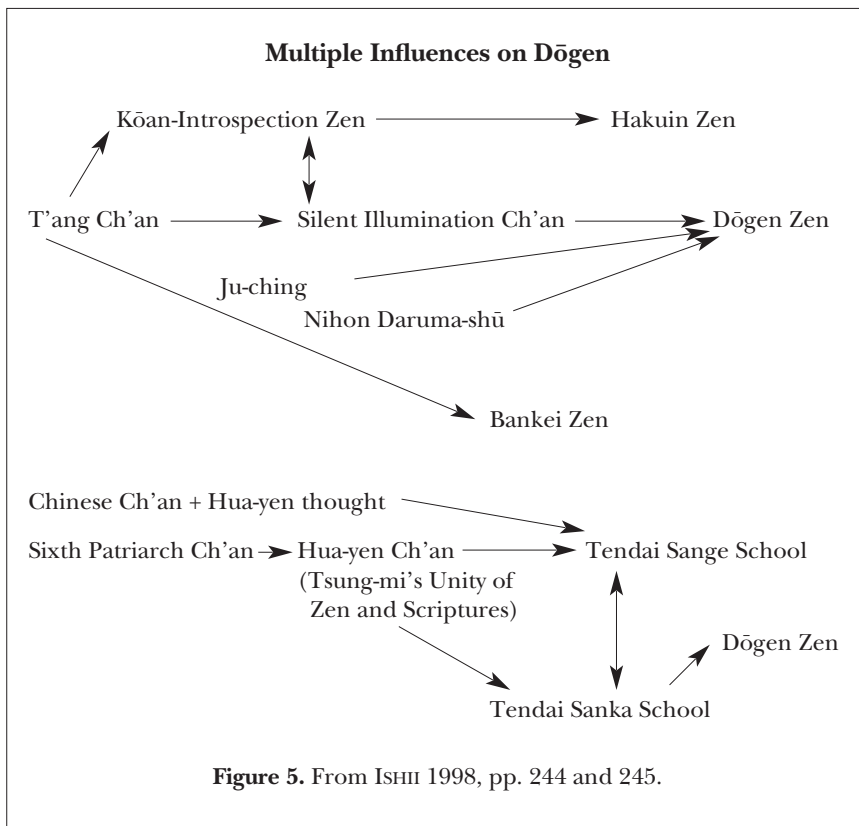 Multiple Influences on Dōgen
Kōan-Introspection Zen
Hakuin Zen
T’ang Ch’an
Silent Illumination Ch’an
Dōgen Zen
Ju-ching
Nihon Daruma-shū
Bankei Zen
Chinese Ch’an + Hua-yen thought
Sixth Patriarch Ch’an
Hua-yen Ch’an
Tendai Sange School
(Tsung-mi’s Unity of
Zen and Scriptures)
Dōgen Zen
Tendai Sanka School
Figure 5. From ISHII 1998, pp. 244 and 245.